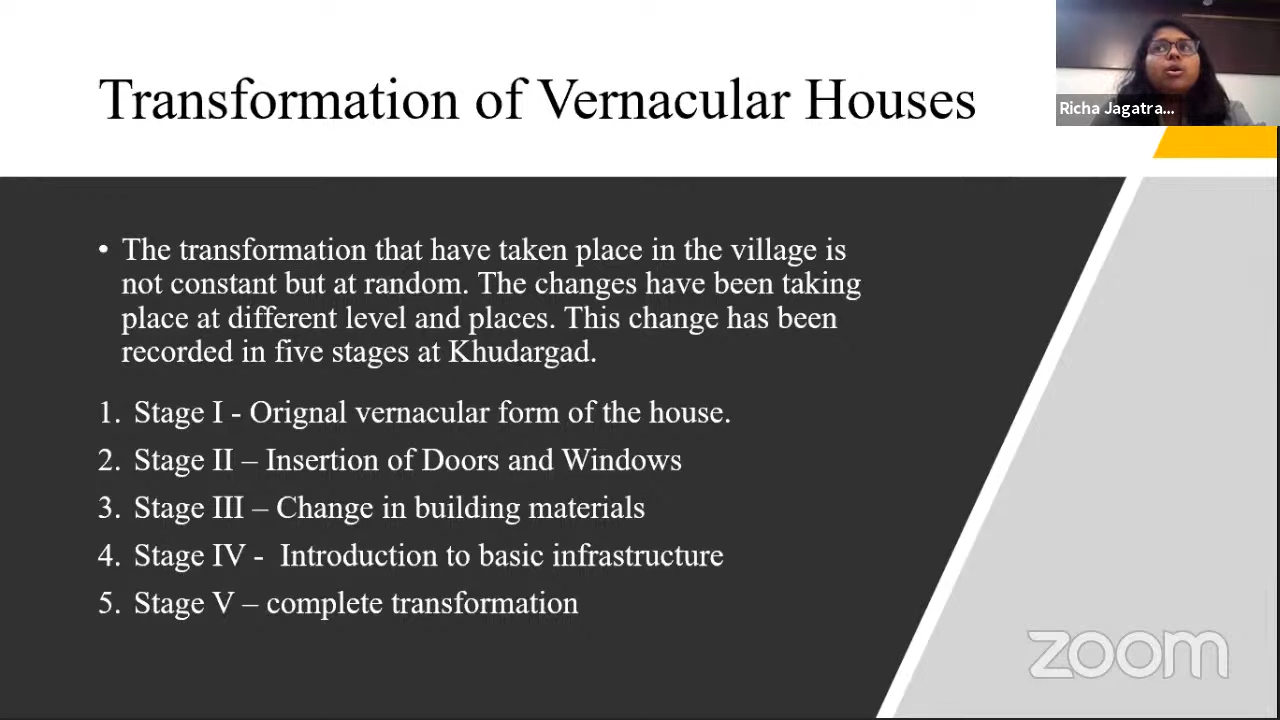 Transformation of Vernacular Houses
Richa Jagatra...
• The transformation that have taken place in the village is
not constant but at random. The changes have been taking
place at different level and places. This change has been
recorded in five stages at Khudargad.
1. Stage I - Orignal vernacular form of the house.
2. Stage II – Insertion of Doors and Windows
3. Stage III – Change in building materials
4. Stage IV -  Introduction to basic infrastructure
5. Stage V – complete transformation
zoom